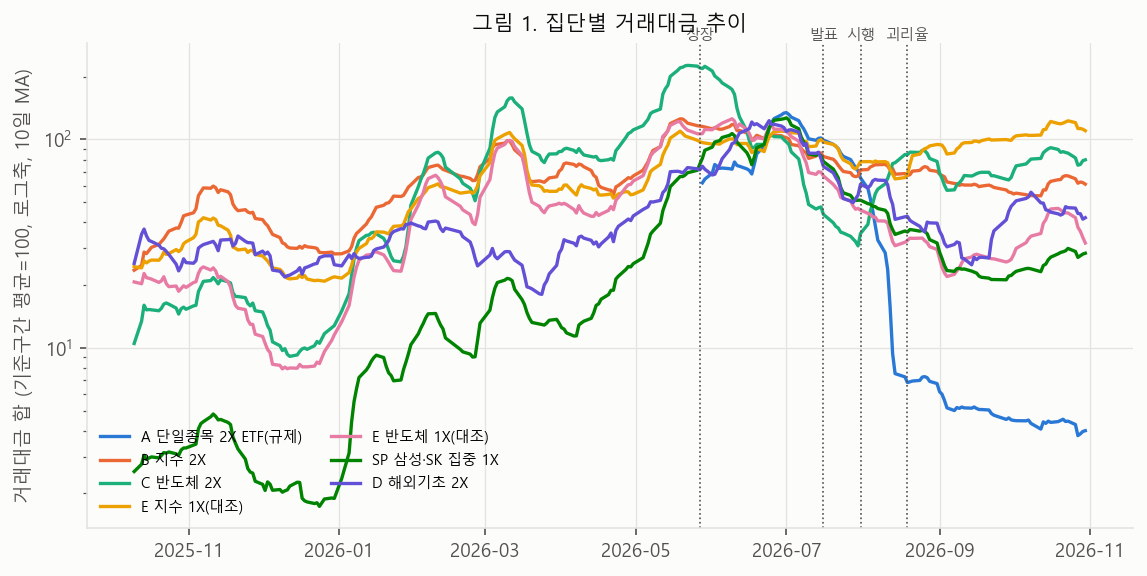 그림 1. 집단별 거래대금 추이
상장 발표 시행 괴리율
거래대금 합 (기준구간 평균=100, 로그축, 10일 MA)
10²
10¹
A 단일종목 2X ETF(규제)
B 지수 2X
C 반도체 2X
E 지수 1X(대조)
E 반도체 1X(대조)
SP 삼성·SK 집중 1X
D 해외기초 2X
2025-11 2026-01 2026-03 2026-05 2026-07 2026-09 2026-11